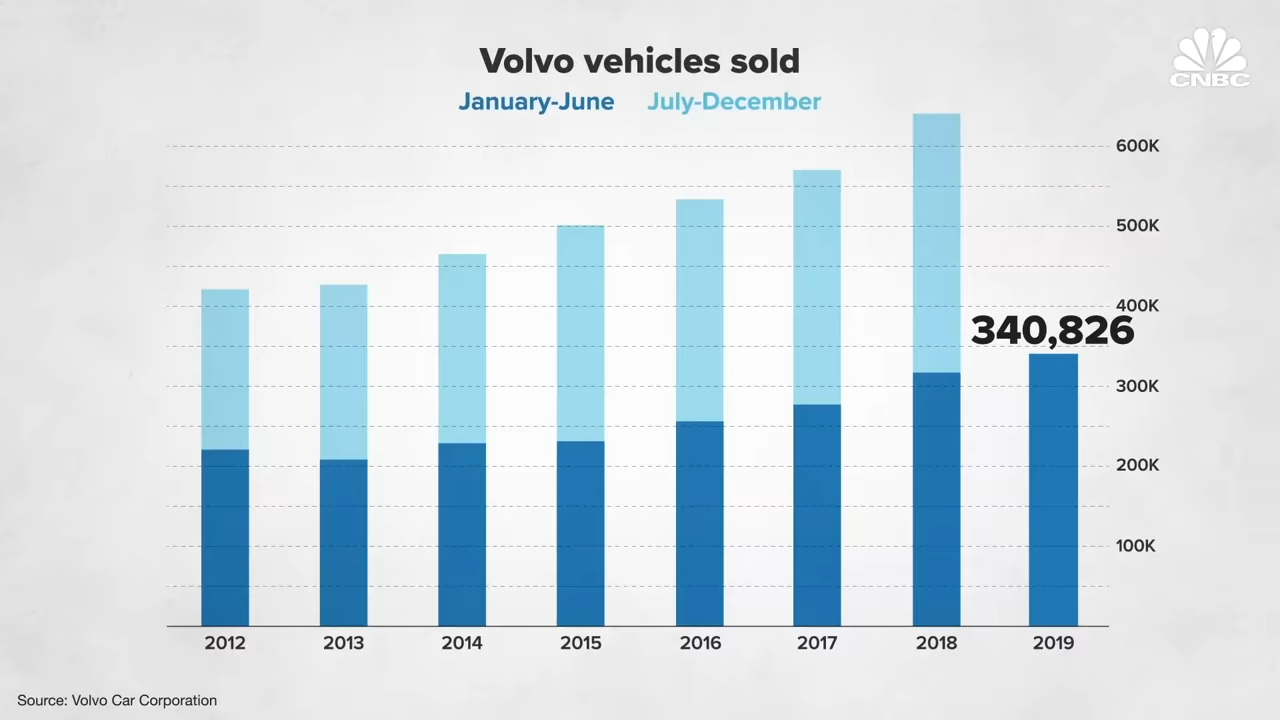 Volvo vehicles sold
January-June July-December
CNBC
600K
500K
400K
340,826
300K
200K
100K
2012 2013 2014 2015 2016 2017 2018 2019
Source: Volvo Car Corporation